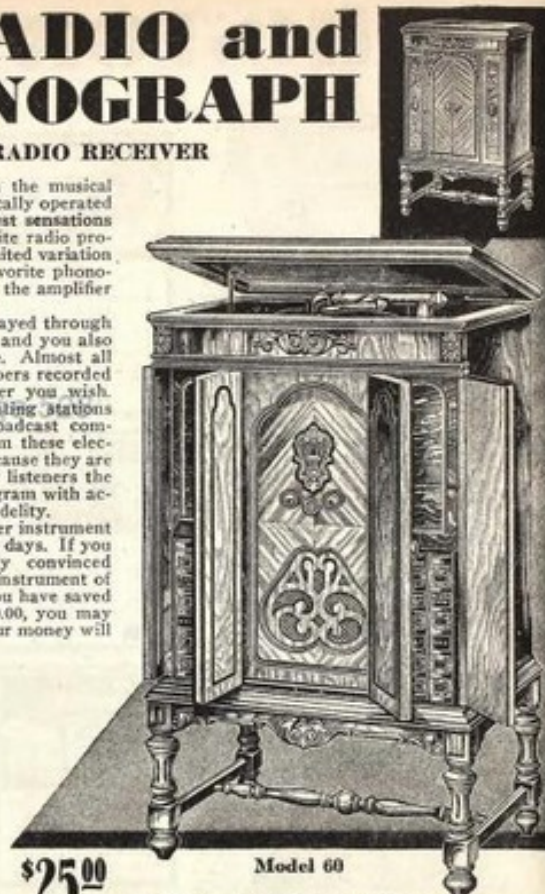 ADIO and
NOGRAPH
RADIO RECEIVER
the musical
cally operated
est sensations
ite radio pro-
ited variation
vorite phono-
the amplifier
ayed through
and you also
e. Almost all
bers recorded
er you wish.
ting stations
oadcast com-
m these elec-
cause they are
listeners the
gram with ac-
delity.
er instrument
days. If you
y convinced
instrument of
ou have saved
0.00, you may
ur money will
$25.00
Model 60